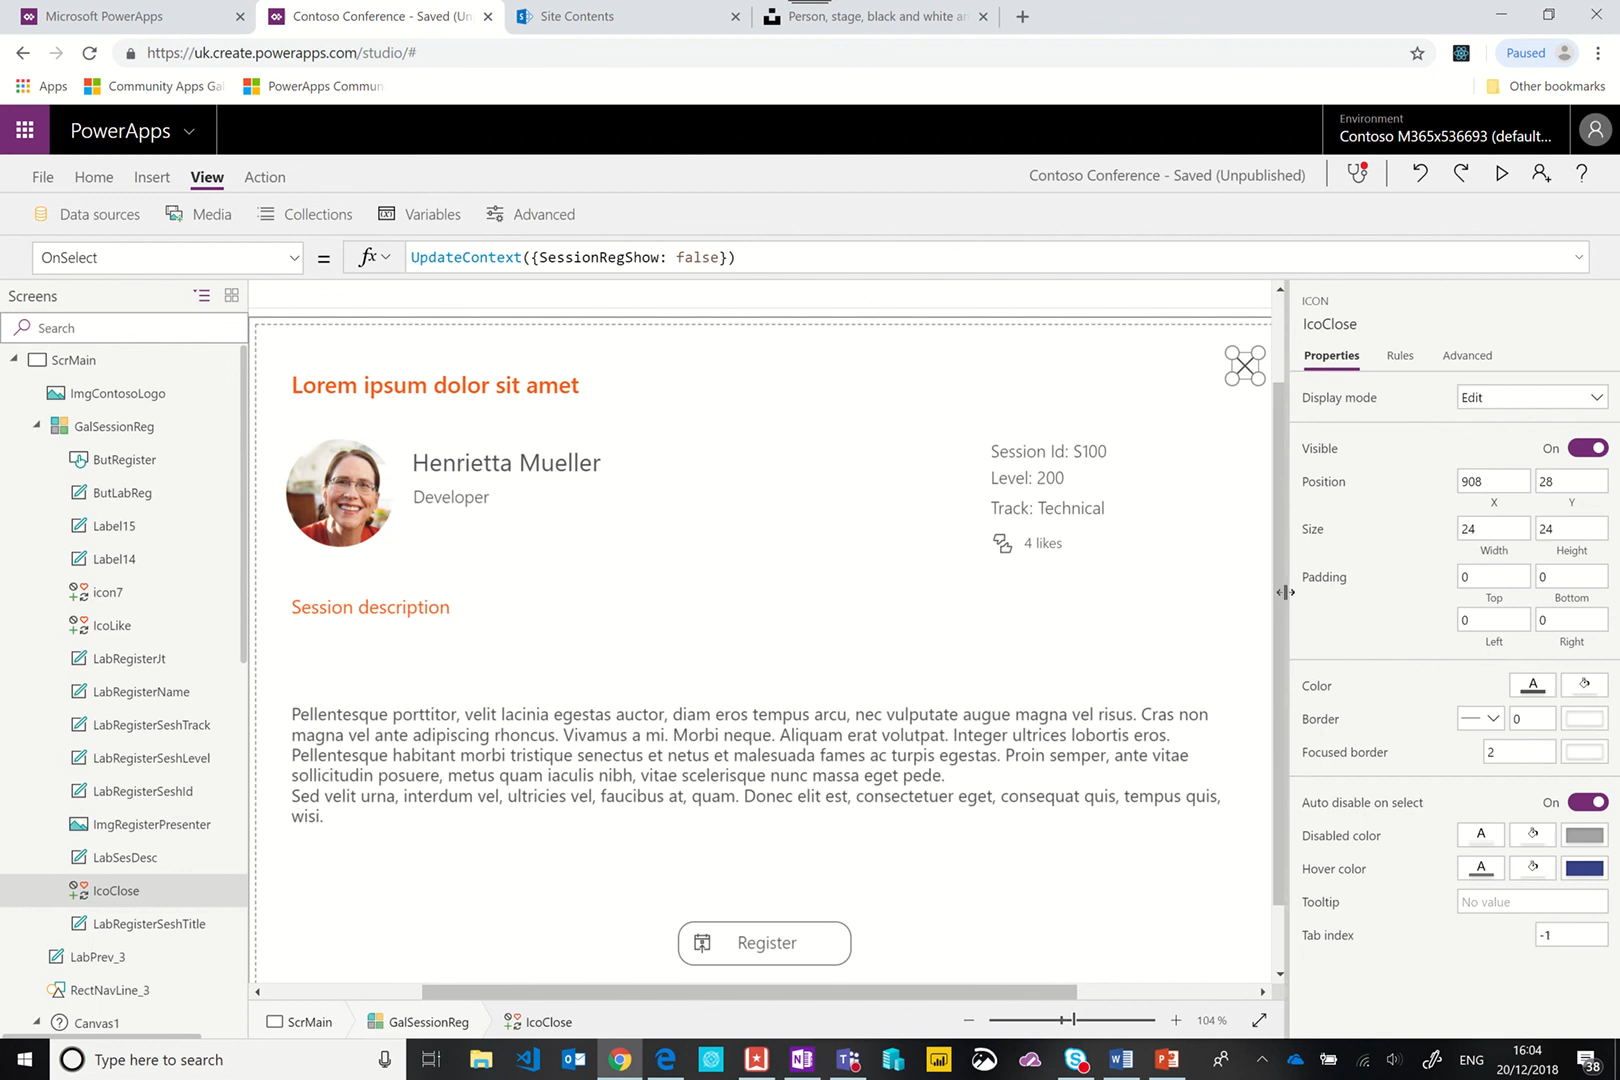 Microsoft PowerApps
Contoso Conference - Saved (Un
Site Contents
Person, stage, black and white an
https://uk.create.powerapps.com/studio/#
Paused
Apps
Community Apps Gal
PowerApps Commun
Other bookmarks
PowerApps
Environment
Contoso M365x536693 (default...
File
Home
Insert
View
Action
Contoso Conference - Saved (Unpublished)
?
Data sources
Media
Collections
Variables
Advanced
OnSelect
=
fx
UpdateContext({SessionRegShow: false})
Screens
Search
ScrMain
ImgContosoLogo
GalSessionReg
ButRegister
ButLabReg
Label15
Label14
icon7
IcoLike
LabRegisterJt
LabRegisterName
LabRegisterSeshTrack
LabRegisterSeshLevel
LabRegisterSeshId
ImgRegisterPresenter
LabSesDesc
IcoClose
LabRegisterSeshTitle
LabPrev_3
RectNavLine_3
Canvas1
Lorem ipsum dolor sit amet
Henrietta Mueller
Developer
Session Id: S100
Level: 200
Track: Technical
4 likes
Session description
Pellentesque porttitor, velit lacinia egestas auctor, diam eros tempus arcu, nec vulputate augue magna vel risus. Cras non
magna vel ante adipiscing rhoncus. Vivamus a mi. Morbi neque. Aliquam erat volutpat. Integer ultrices lobortis eros.
Pellentesque habitant morbi tristique senectus et netus et malesuada fames ac turpis egestas. Proin semper, ante vitae
sollicitudin posuere, metus quam iaculis nibh, vitae scelerisque nunc massa eget pede.
Sed velit urna, interdum vel, ultricies vel, faucibus at, quam. Donec elit est, consectetuer eget, consequat quis, tempus quis,
wisi.
Register
ScrMain
GalSessionReg
IcoClose
104 %
ICON
IcoClose
Properties
Rules
Advanced
Display mode
Edit
Visible
On
Position
908
28
X
Y
Size
24
24
Width
Height
Padding
0
0
Top
Bottom
0
0
Left
Right
Color
A
Border
0
Focused border
2
Auto disable on select
On
Disabled color
A
Hover color
A
Tooltip
No value
Tab index
-1
Type here to search
ENG
16:04
20/12/2018
38